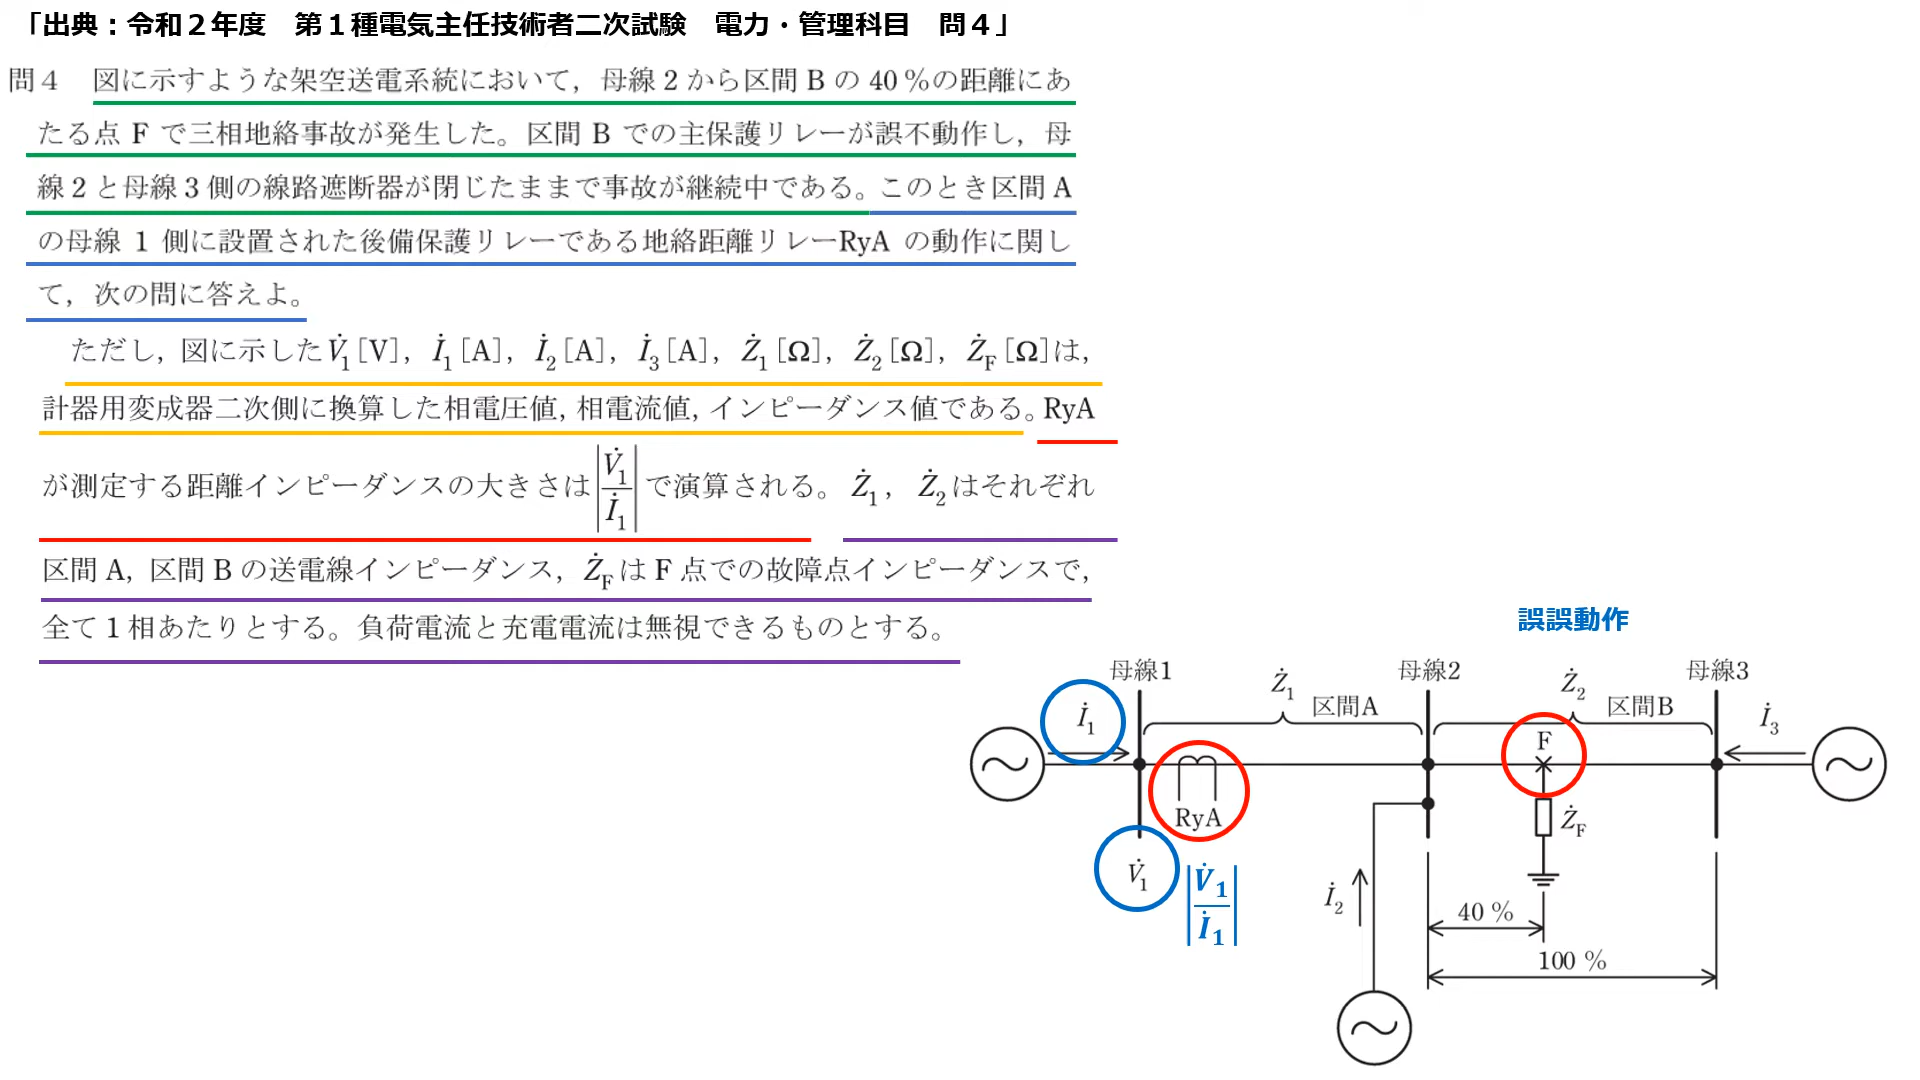 「出典：令和２年度　第１種電気主任技術者二次試験　電力・管理科目　問４」
問４　図に示すような架空送電系統において，母線２から区間 B の 40 %の距離にあ
たる点 F で三相地絡事故が発生した。区間 B での主保護リレーが誤不動作し，母
線２と母線３側の線路遮断器が閉じたままで事故が継続中である。このとき区間 A
の母線 1 側に設置された後備保護リレーである地絡距離リレーRyA の動作に関し
て，次の問に答えよ。
ただし，図に示したV̇₁[V]，İ₁[A]，İ₂[A]，İ₃[A]，Ż₁[Ω]，Ż₂[Ω]，Ż_F[Ω]は，
計器用変成器二次側に換算した相電圧値，相電流値，インピーダンス値である。RyA
が測定する距離インピーダンスの大きさは|V̇₁/İ₁|で演算される。Ż₁，Ż₂はそれぞれ
区間 A，区間 B の送電線インピーダンス，Ż_FはF 点での故障点インピーダンスで，
全て１相あたりとする。負荷電流と充電電流は無視できるものとする。
誤誤動作
母線1
母線2
母線3
Ż₁
Ż₂
区間A
区間B
İ₁
İ₃
F
RyA
Ż_F
V̇₁
|V̇₁/İ₁|
İ₂
40 %
100 %